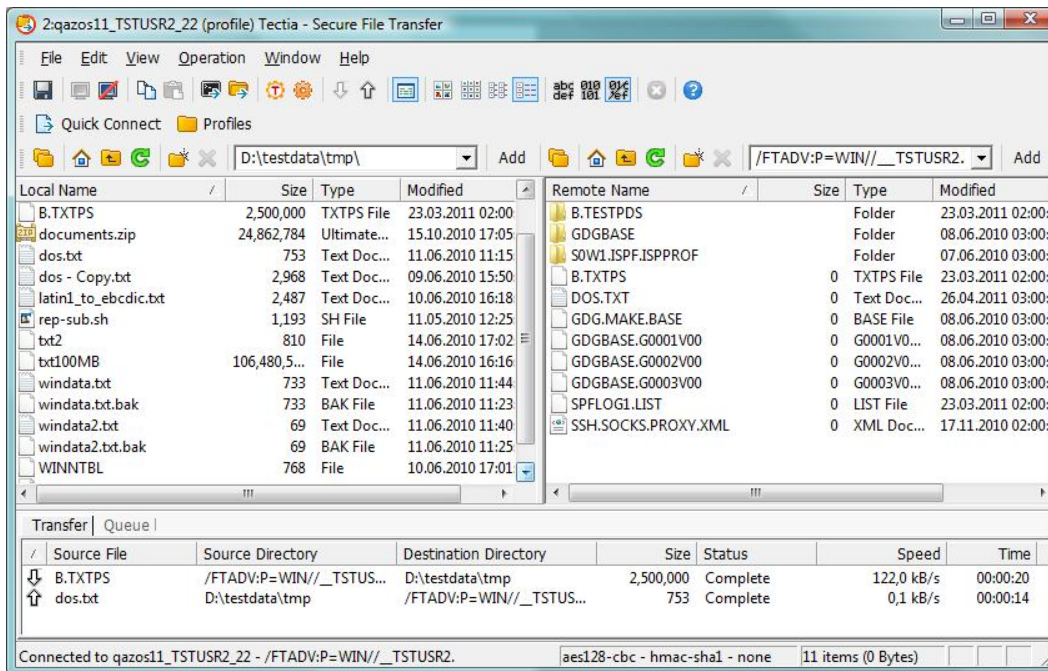 2:qazos11_TSTUSR2_22 (profile) Tectia - Secure File Transfer
File Edit View Operation Window Help
abc def 010 101
Quick Connect Profiles
D:\testdata\tmp\ Add /FTADV:P=WIN//__TSTUSR2. Add
Local Name / Size Type Modified
B.TXTPS 2,500,000 TXTPS File 23.03.2011 02:00:
documents.zip 24,862,784 Ultimate... 15.10.2010 17:05:
dos.txt 753 Text Doc... 11.06.2010 11:15:
dos - Copy.txt 2,968 Text Doc... 09.06.2010 15:50:
latin1_to_ebcdic.txt 2,487 Text Doc... 10.06.2010 16:18:
rep-sub.sh 1,193 SH File 11.05.2010 12:25:
txt2 810 File 14.06.2010 17:02:
txt100MB 106,480,5... File 14.06.2010 16:16:
windata.txt 733 Text Doc... 11.06.2010 11:44:
windata.txt.bak 733 BAK File 11.06.2010 11:23:
windata2.txt 69 Text Doc... 11.06.2010 11:40:
windata2.txt.bak 69 BAK File 11.06.2010 11:25:
WINNTBL 768 File 10.06.2010 17:01:
Remote Name / Size Type Modified
B.TESTPDS Folder 23.03.2011 02:00:
GDGBASE Folder 08.06.2010 03:00:
S0W1.ISPF.ISPPROF Folder 07.06.2010 03:00:
B.TXTPS 0 TXTPS File 23.03.2011 02:00:
DOS.TXT 0 Text Doc... 26.04.2011 03:00:
GDG.MAKE.BASE 0 BASE File 08.06.2010 03:00:
GDGBASE.G0001V00 0 G0001V0... 08.06.2010 03:00:
GDGBASE.G0002V00 0 G0002V0... 08.06.2010 03:00:
GDGBASE.G0003V00 0 G0003V0... 08.06.2010 03:00:
SPFLOG1.LIST 0 LIST File 23.03.2011 02:00:
SSH.SOCKS.PROXY.XML 0 XML Doc... 17.11.2010 02:00:
Transfer Queue
/ Source File Source Directory Destination Directory Size Status Speed Time
B.TXTPS /FTADV:P=WIN//__TSTUS... D:\testdata\tmp 2,500,000 Complete 122,0 kB/s 00:00:20
dos.txt D:\testdata\tmp /FTADV:P=WIN//__TSTUS... 753 Complete 0,1 kB/s 00:00:14
Connected to qazos11_TSTUSR2_22 - /FTADV:P=WIN//__TSTUSR2. aes128-cbc - hmac-sha1 - none 11 items (0 Bytes)